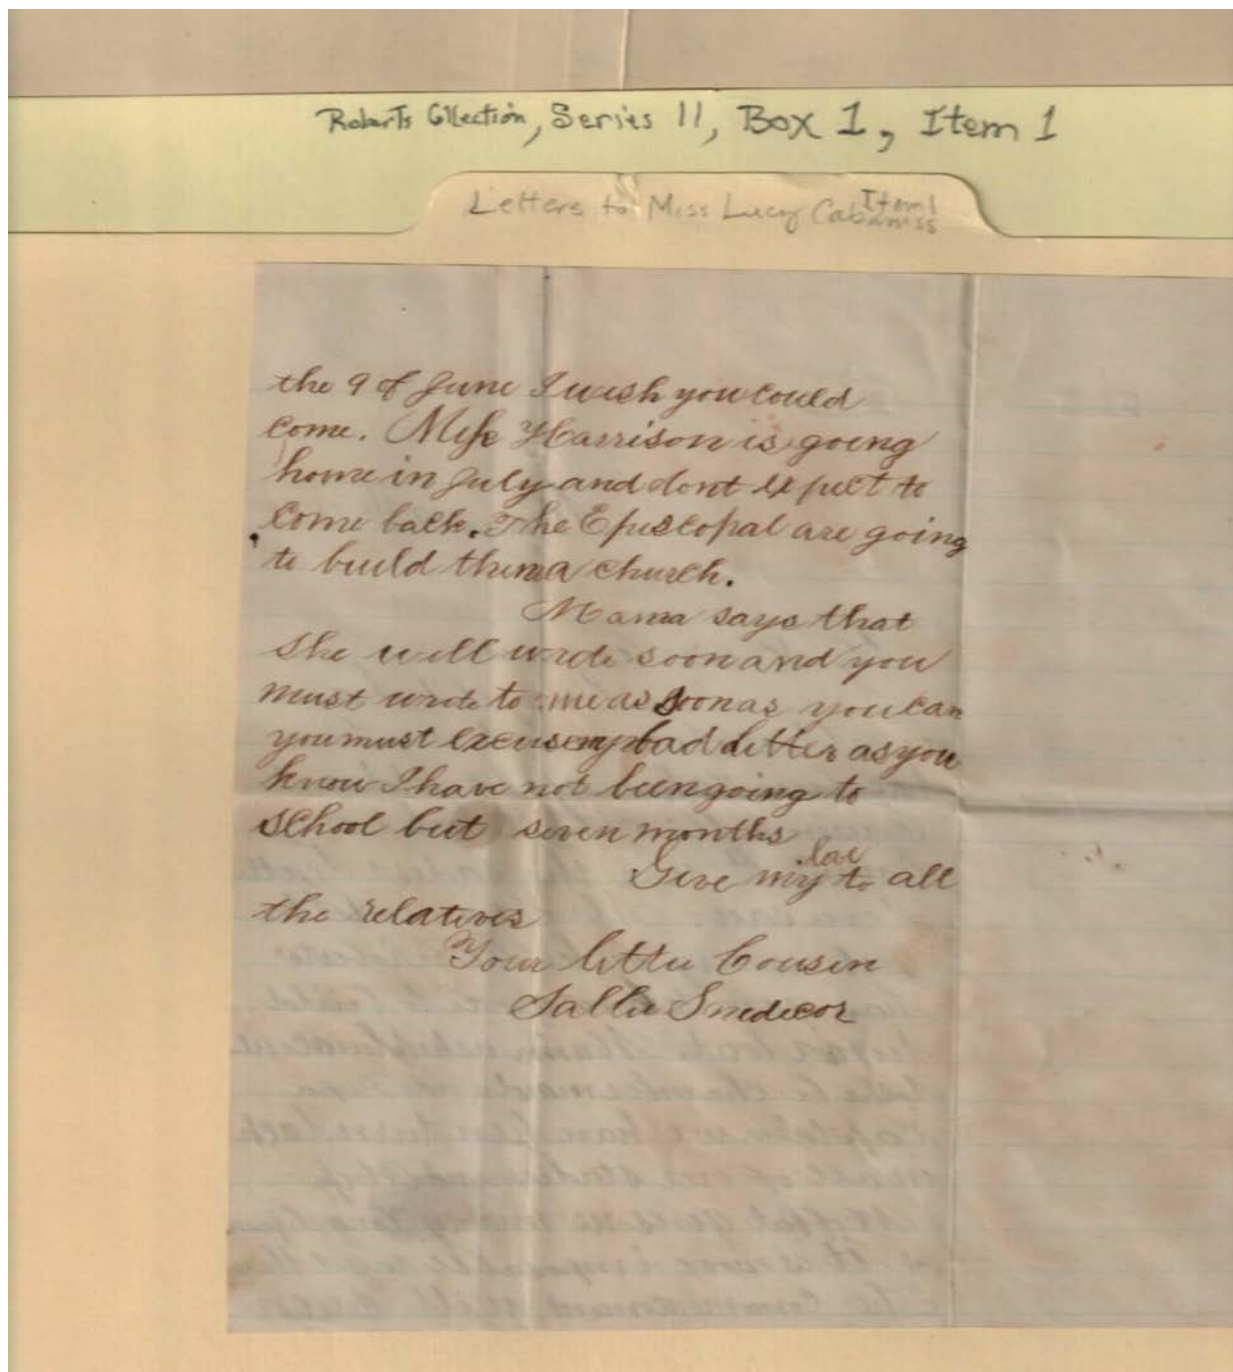 Roberts Collection, Series 11, Box 1, Item 1
Item 1
Letters to Miss Lucy Cabaniss
the 9 of June I wish you could
come. Miss Harrison is going
home in July and dont expect to
come back. The Episcopal are going
to build them a church.
Mama says that
she will write soon and you
must write to me as soon as you can
you must excuse my bad letter as you
know I have not been going to
school but seven months
love
Give my to all
the relatives
Your little Cousin
Sallie Snedecor